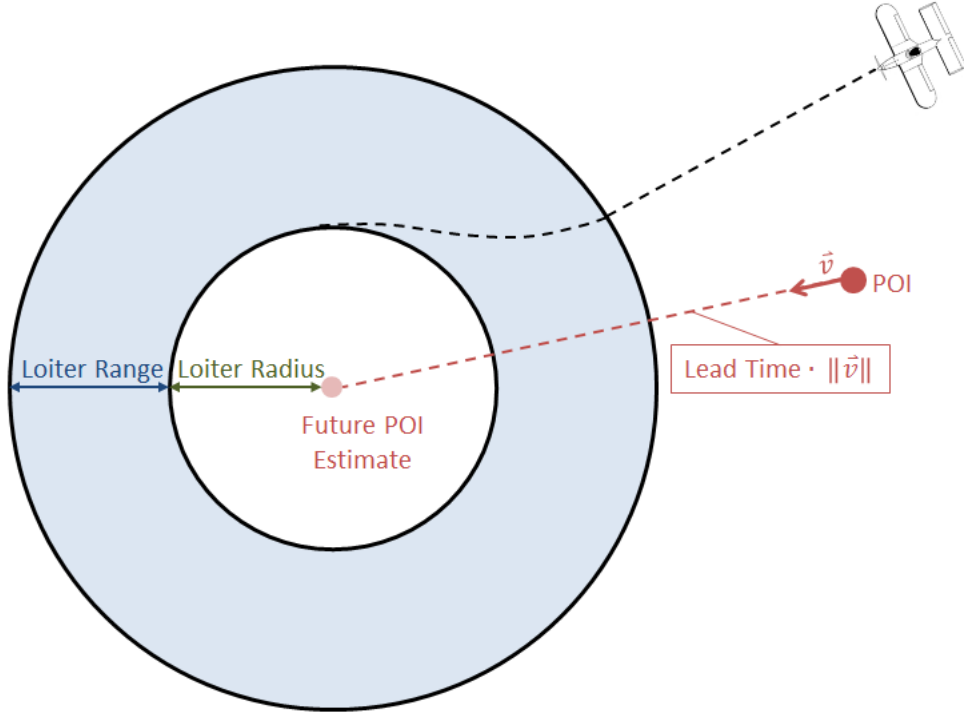 v⃗
POI
Loiter Range
Loiter Radius
Lead Time · ‖v⃗‖
Future POI
Estimate